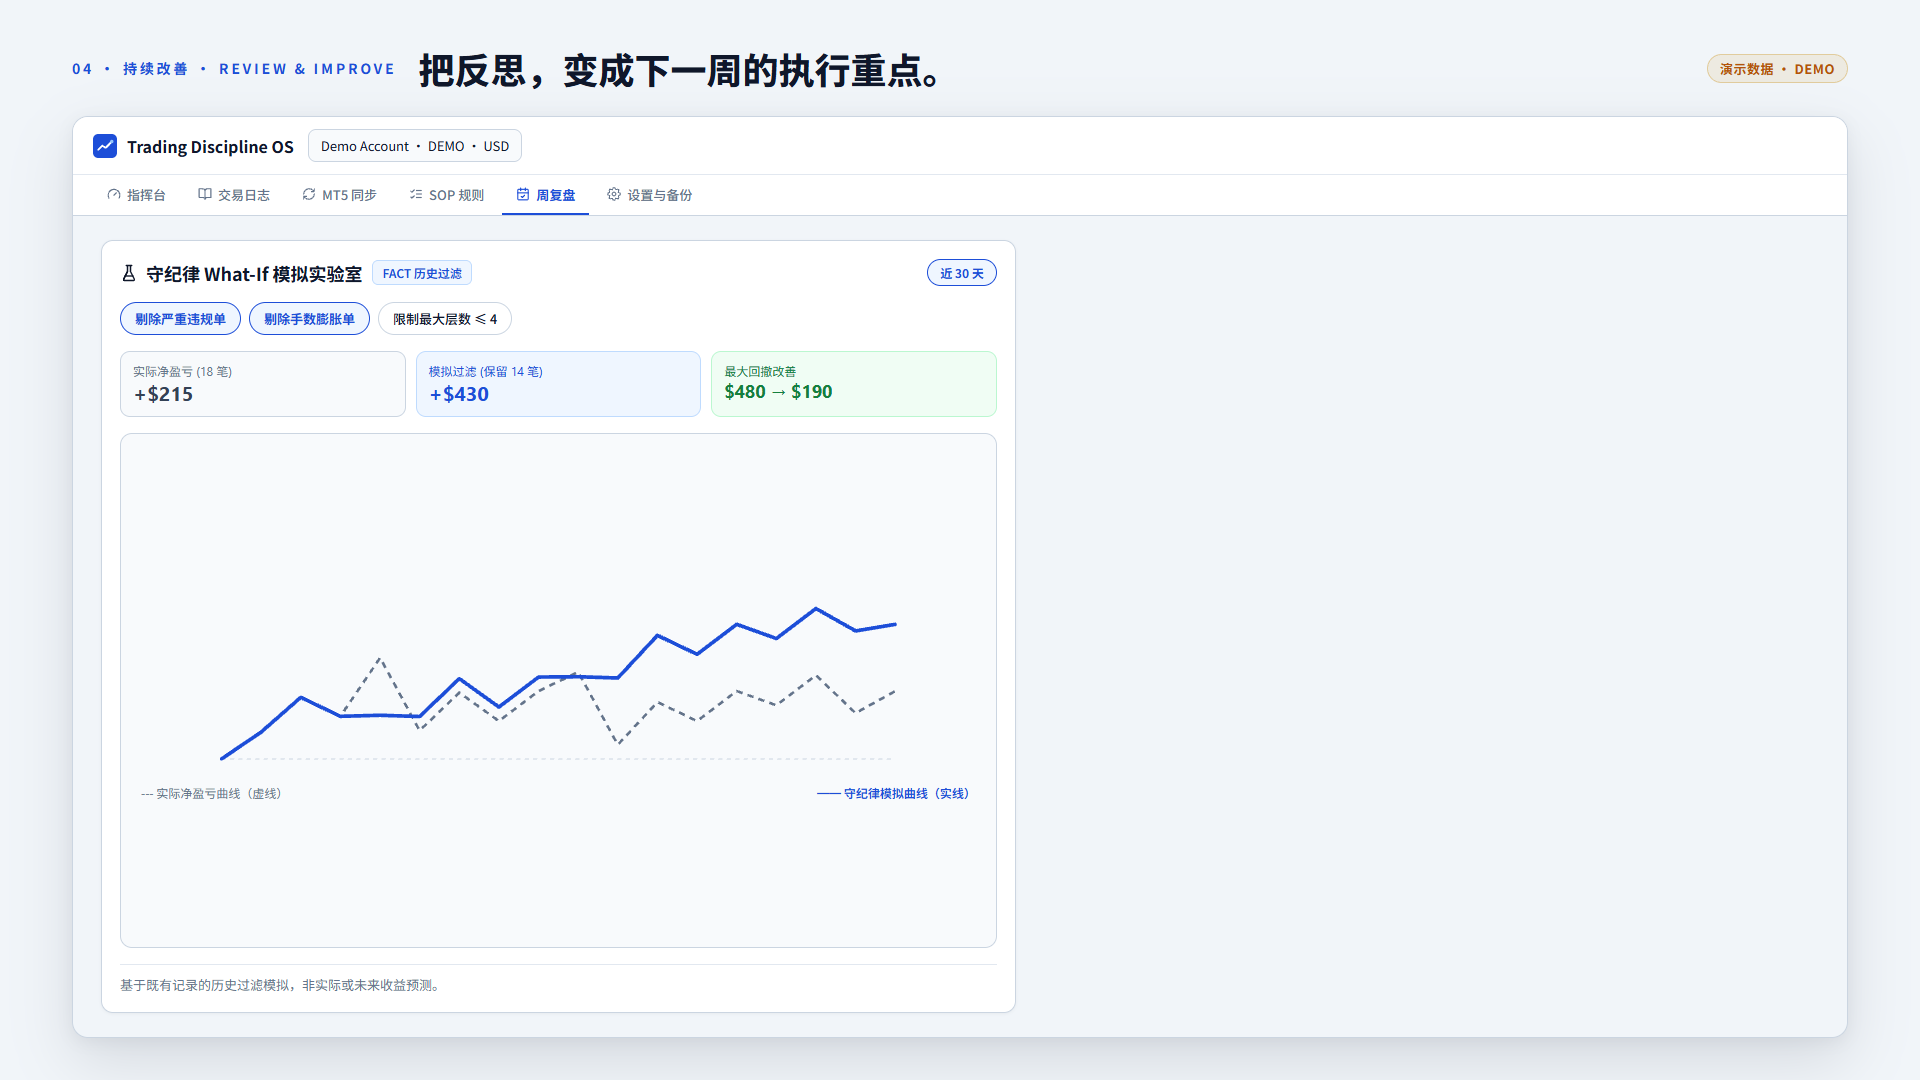 04 • 持续改善 • REVIEW & IMPROVE
把反思，变成下一周的执行重点。
演示数据 • DEMO
Trading Discipline OS
Demo Account • DEMO • USD
指挥台
交易日志
MT5 同步
SOP 规则
周复盘
设置与备份
守纪律 What-If 模拟实验室
FACT 历史过滤
近 30 天
剔除严重违规单
剔除手数膨胀单
限制最大层数 ≤ 4
实际净盈亏 (18 笔)
+$215
模拟过滤 (保留 14 笔)
+$430
最大回撤改善
$480 → $190
--- 实际净盈亏曲线（虚线）
—— 守纪律模拟曲线（实线）
基于既有记录的历史过滤模拟，非实际或未来收益预测。